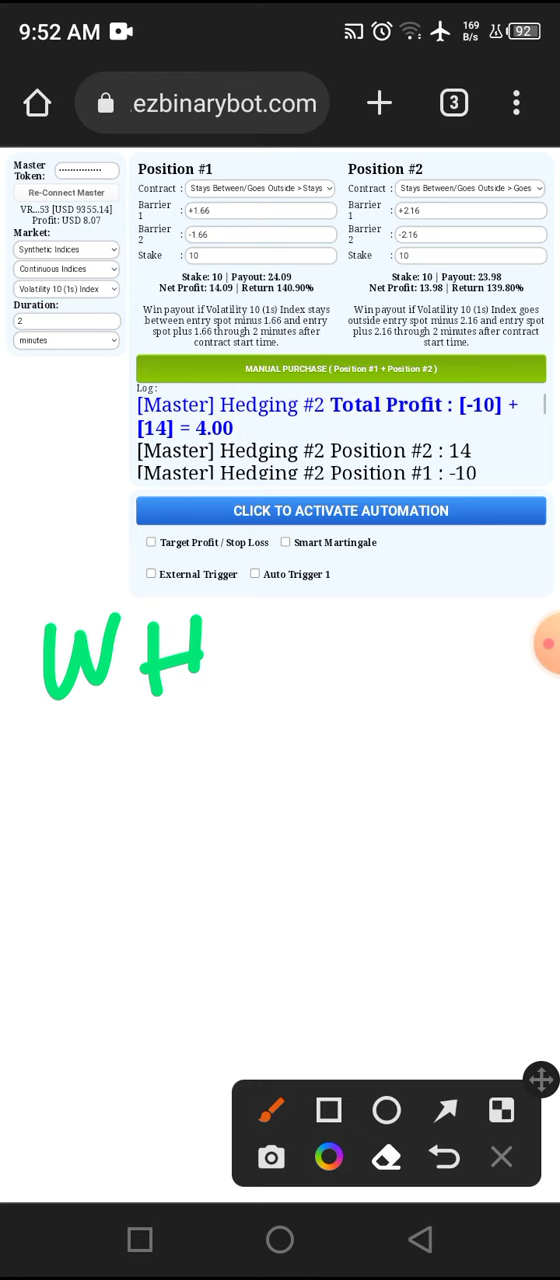 9:52 AM
169 B/s
92
.ezbinarybot.com
3
Master Token:
..............
Re-Connect Master
VR...53 [USD 9355.14]
Profit: USD 8.07
Market:
Synthetic Indices
Continuous Indices
Volatility 10 (1s) Index
Duration:
2
minutes
Position #1
Contract : Stays Between/Goes Outside > Stays
Barrier 1 : +1.66
Barrier 2 : -1.66
Stake : 10
Stake: 10 | Payout: 24.09
Net Profit: 14.09 | Return 140.90%
Win payout if Volatility 10 (1s) Index stays
between entry spot minus 1.66 and entry
spot plus 1.66 through 2 minutes after
contract start time.
Position #2
Contract : Stays Between/Goes Outside > Goes
Barrier 1 : +2.16
Barrier 2 : -2.16
Stake : 10
Stake: 10 | Payout: 23.98
Net Profit: 13.98 | Return 139.80%
Win payout if Volatility 10 (1s) Index goes
outside entry spot minus 2.16 and entry spot
plus 2.16 through 2 minutes after contract
start time.
MANUAL PURCHASE ( Position #1 + Position #2 )
Log :
[Master] Hedging #2 Total Profit : [-10] +
[14] = 4.00
[Master] Hedging #2 Position #2 : 14
[Master] Hedging #2 Position #1 : -10
CLICK TO ACTIVATE AUTOMATION
Target Profit / Stop Loss
Smart Martingale
External Trigger
Auto Trigger 1
WH